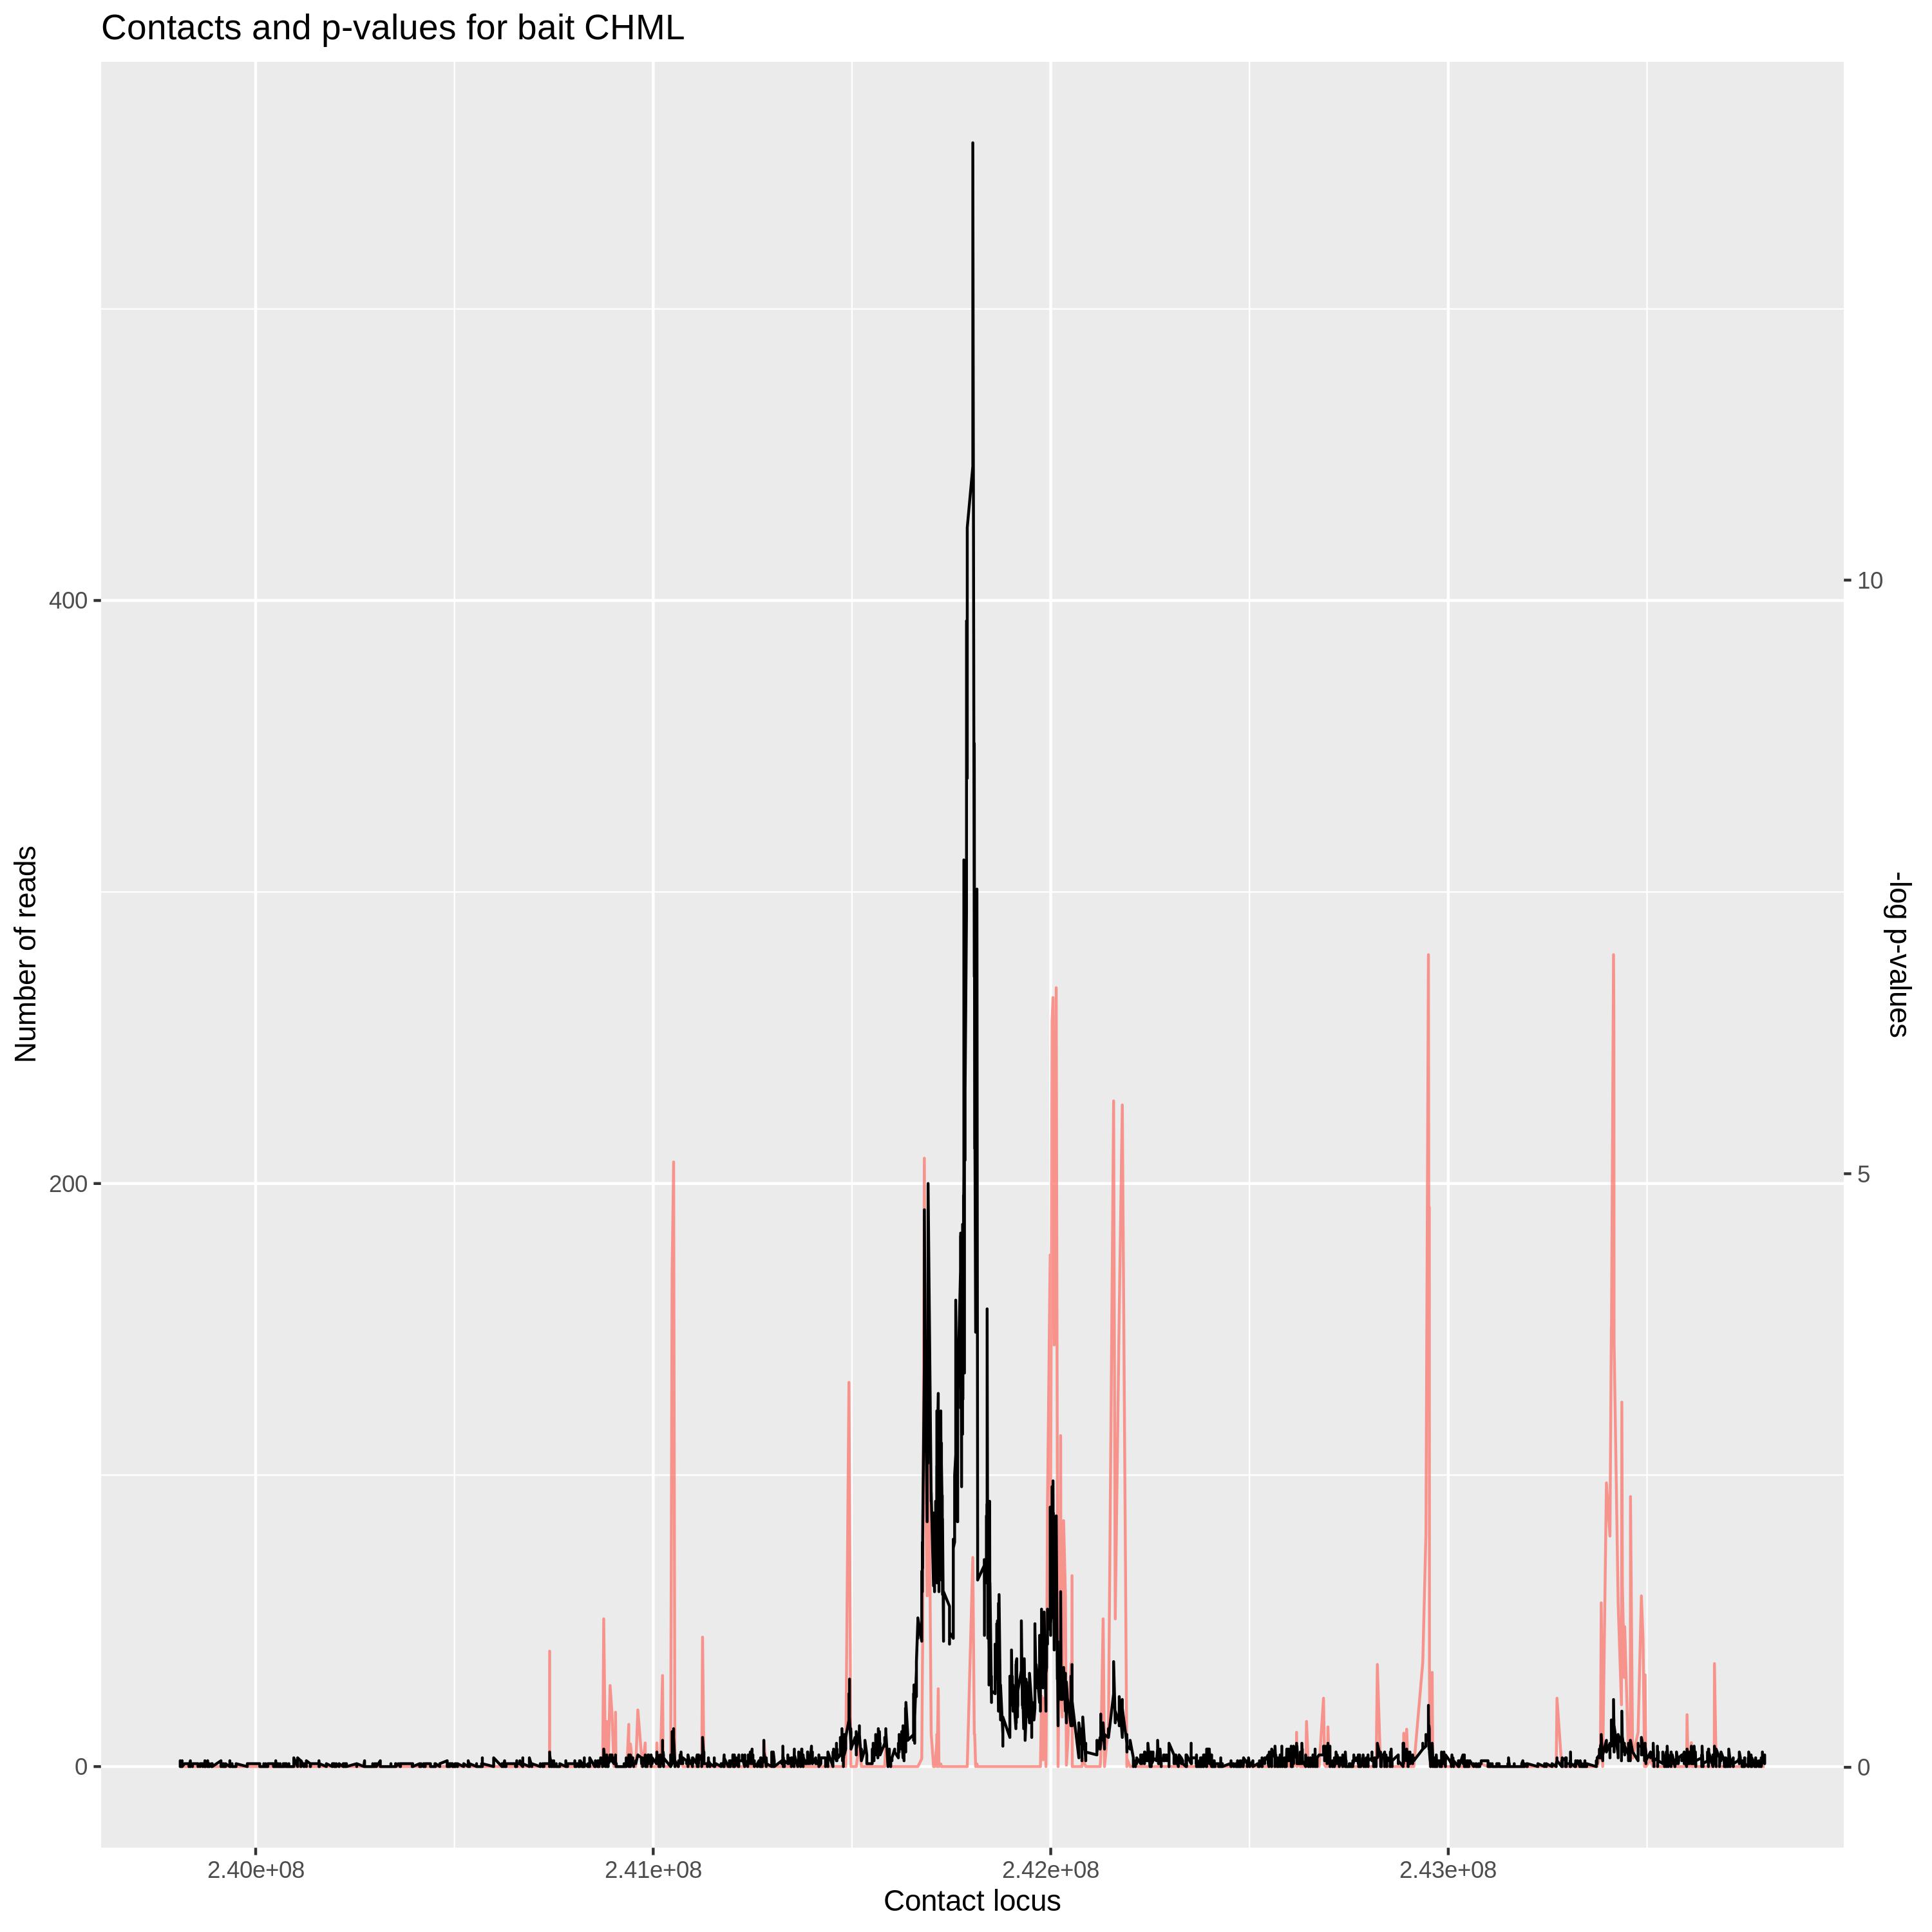 Contacts and p-values for bait CHML
Number of reads
400
200
0
10
5
0
-log p-values
2.40e+08
2.41e+08
2.42e+08
2.43e+08
Contact locus